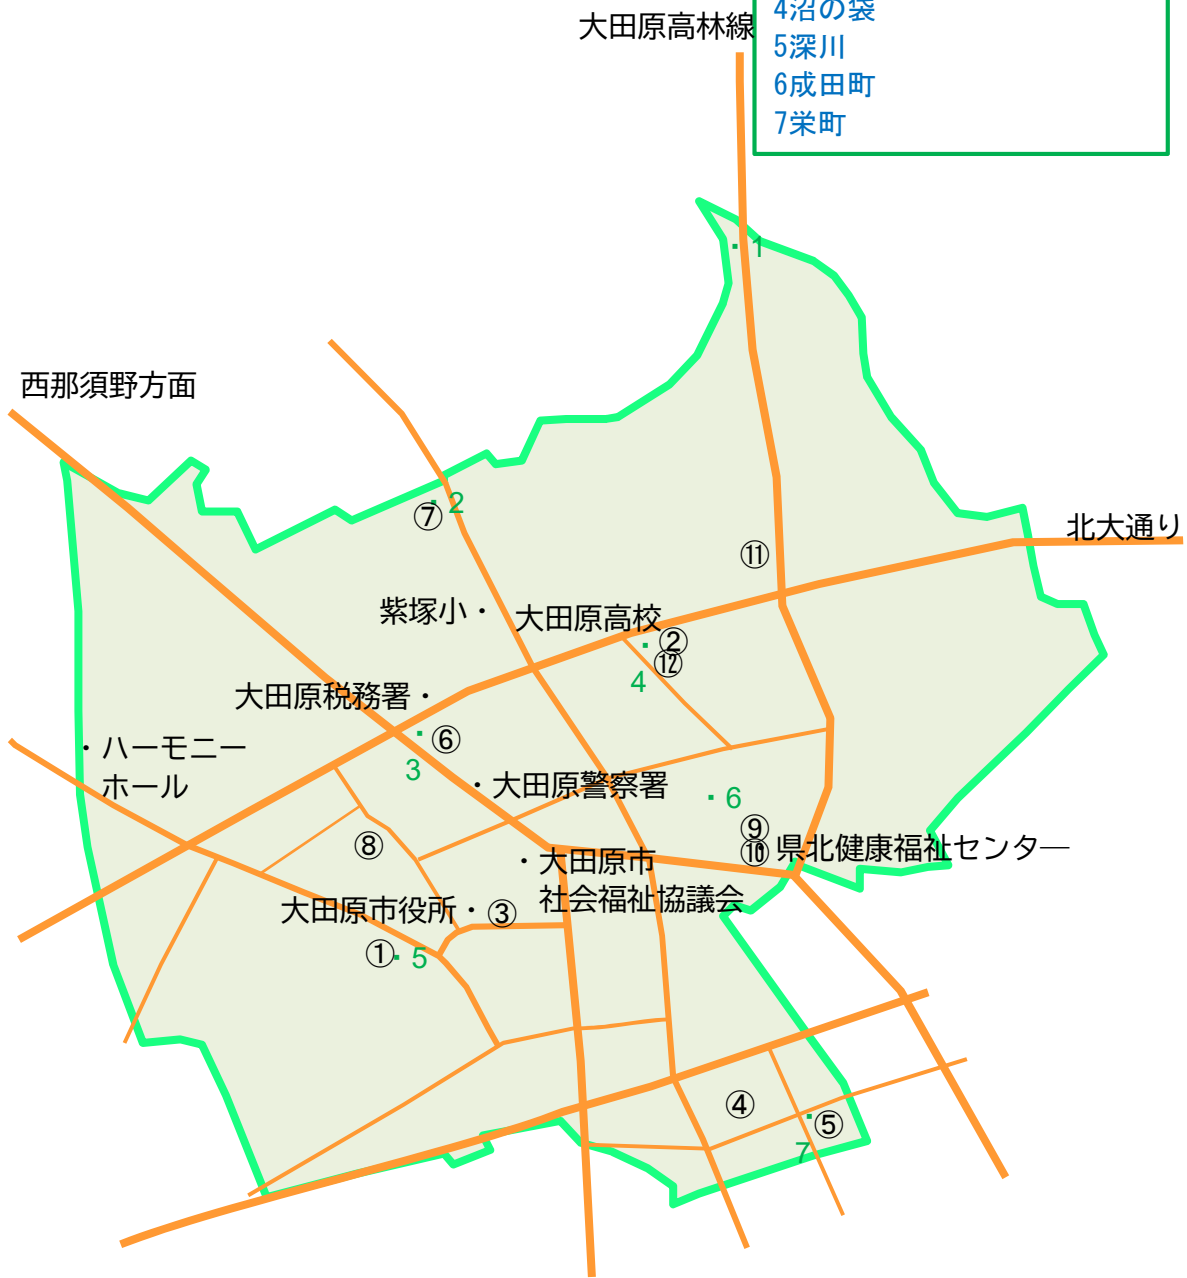 大田原高林線
4沼の袋
5深川
6成田町
7栄町
・1
西那須野方面
・2
⑦
北大通り
⑪
紫塚小・
大田原高校
・②
⑫
4
大田原税務署・
・⑥
3
・ハーモニー
ホール
・大田原警察署
・6
⑨
⑩・県北健康福祉センタ―
⑧
・大田原市
社会福祉協議会
大田原市役所・③
①・5
④
・⑤
7